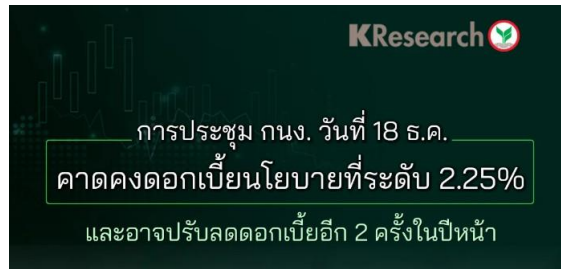 KResearch
การประชุม กนง. วันที่ 18 ธ.ค.
คาดคงดอกเบี้ยนโยบายที่ระดับ 2.25%
และอาจปรับลดดอกเบี้ยอีก 2 ครั้งในปีหน้า